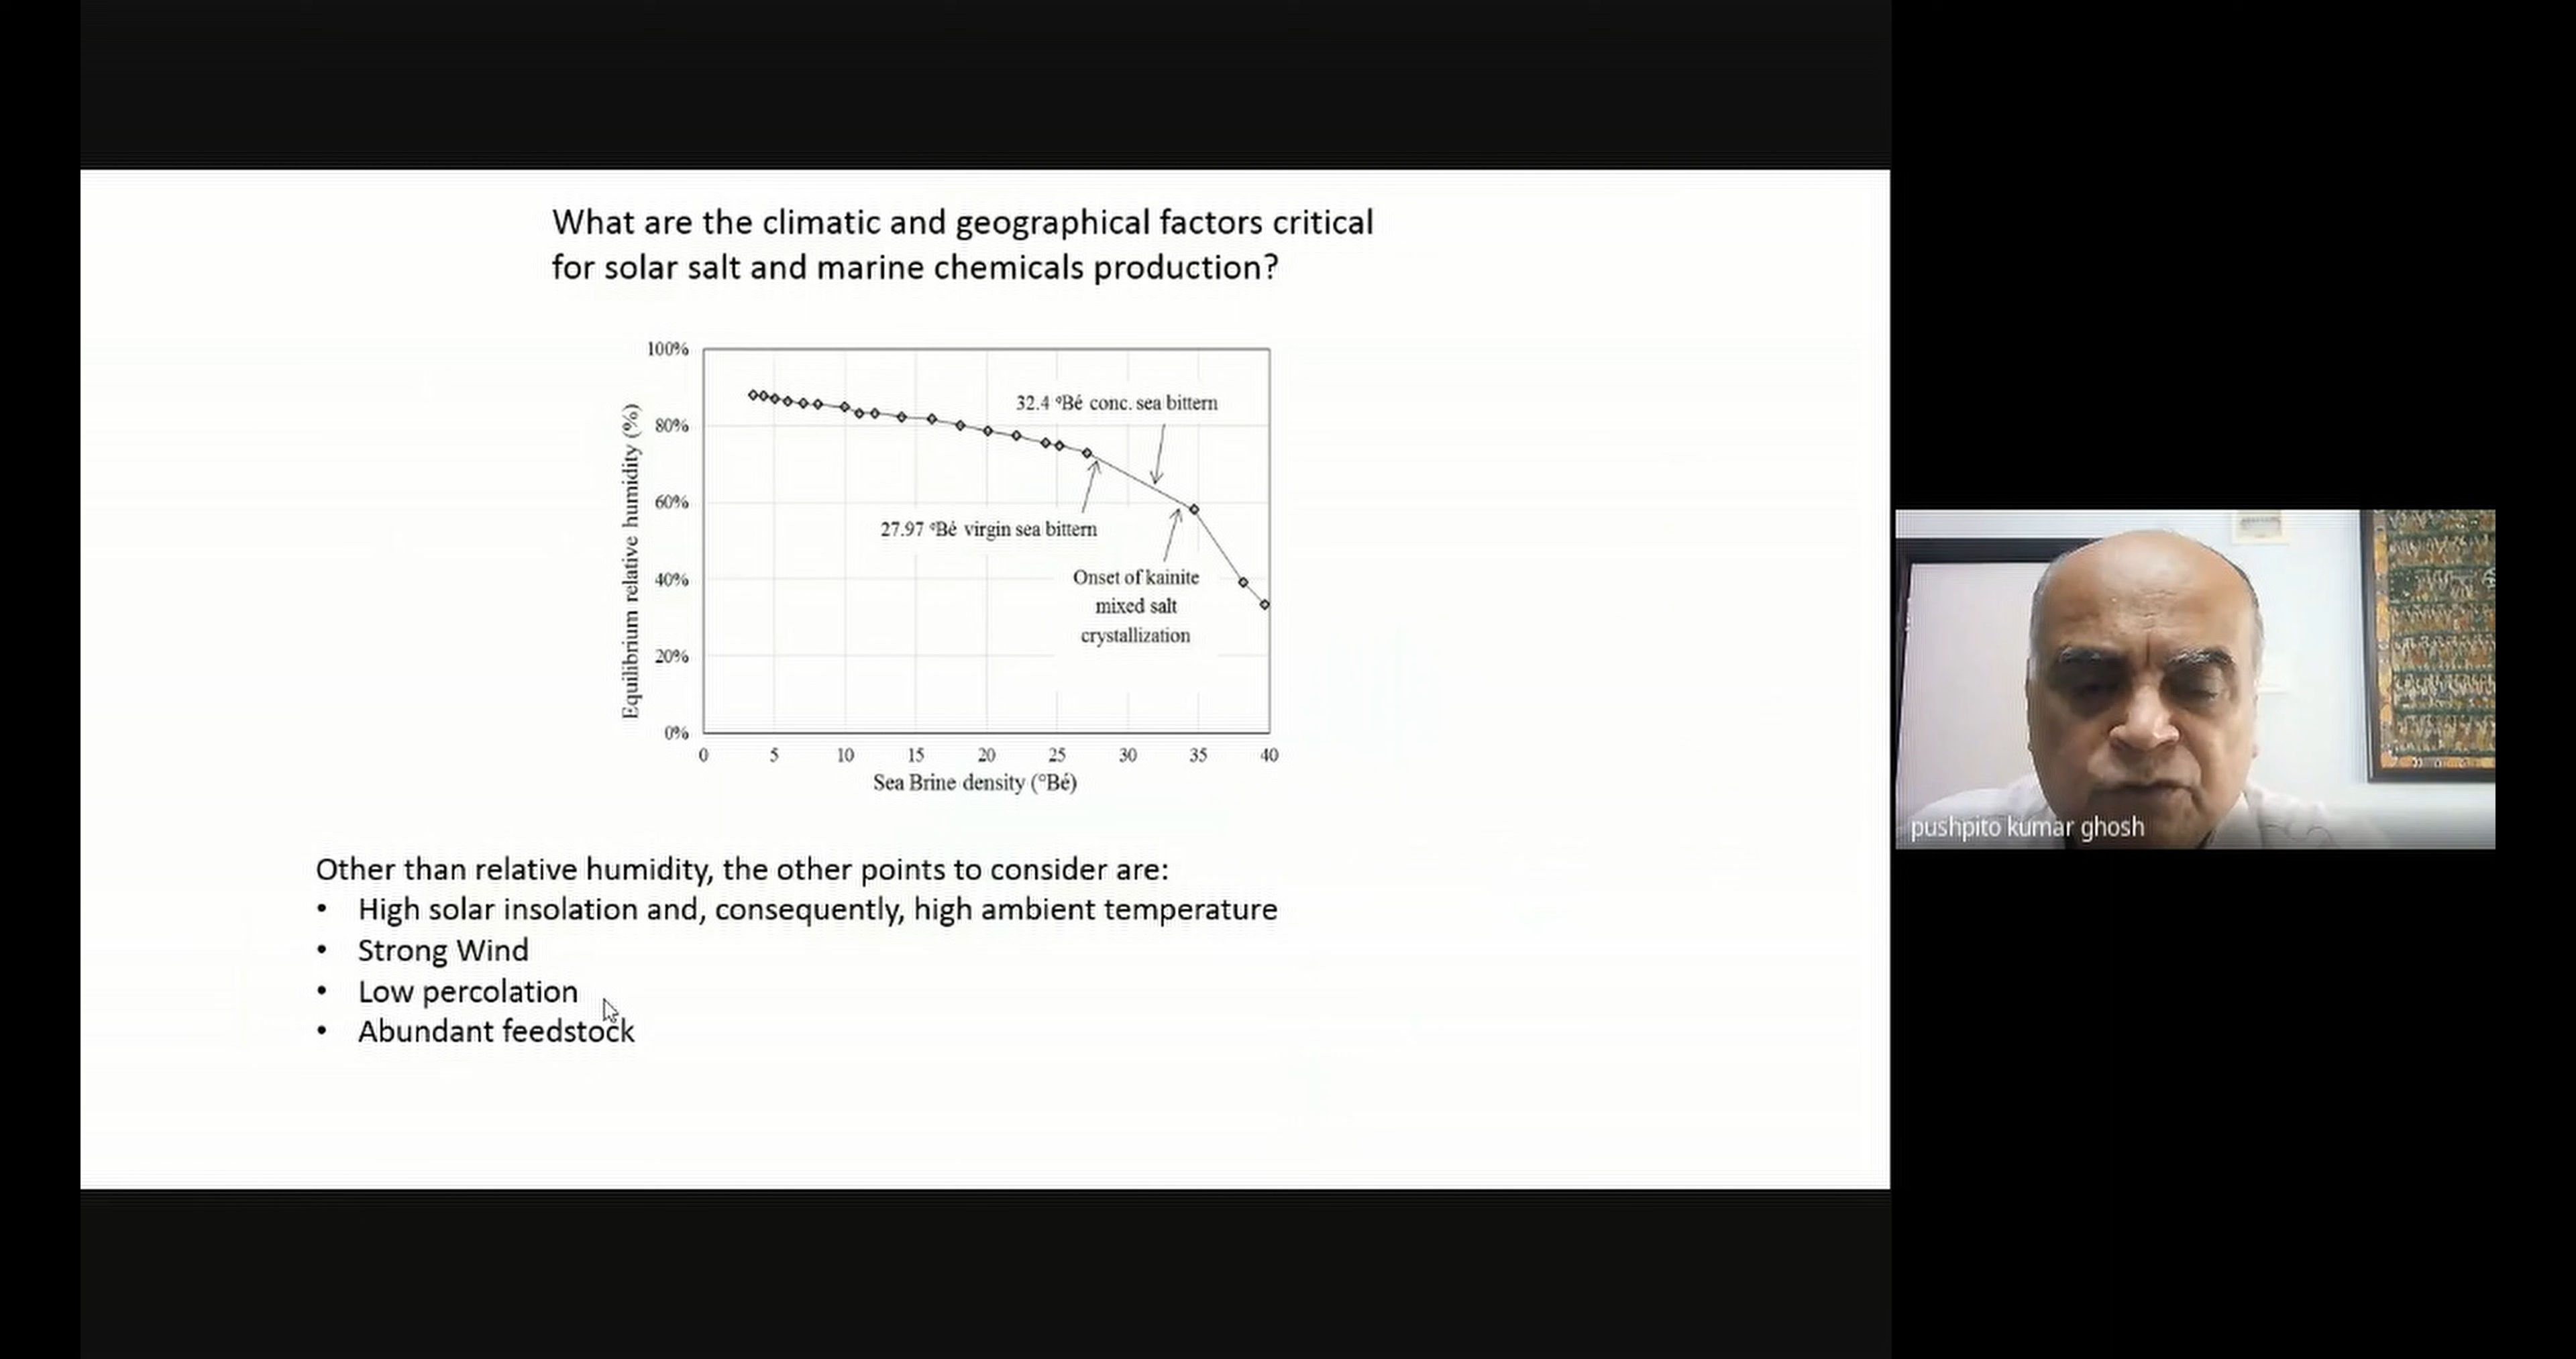 What are the climatic and geographical factors critical
for solar salt and marine chemicals production?
100%
80%
60%
40%
20%
0%
Equilibrium relative humidity (%)
32.4 °Bé conc. sea bittern
27.97 °Bé virgin sea bittern
Onset of kainite
mixed salt
crystallization
0 5 10 15 20 25 30 35 40
Sea Brine density (°Bé)
Other than relative humidity, the other points to consider are:
• High solar insolation and, consequently, high ambient temperature
• Strong Wind
• Low percolation
• Abundant feedstock
pushpito kumar ghosh